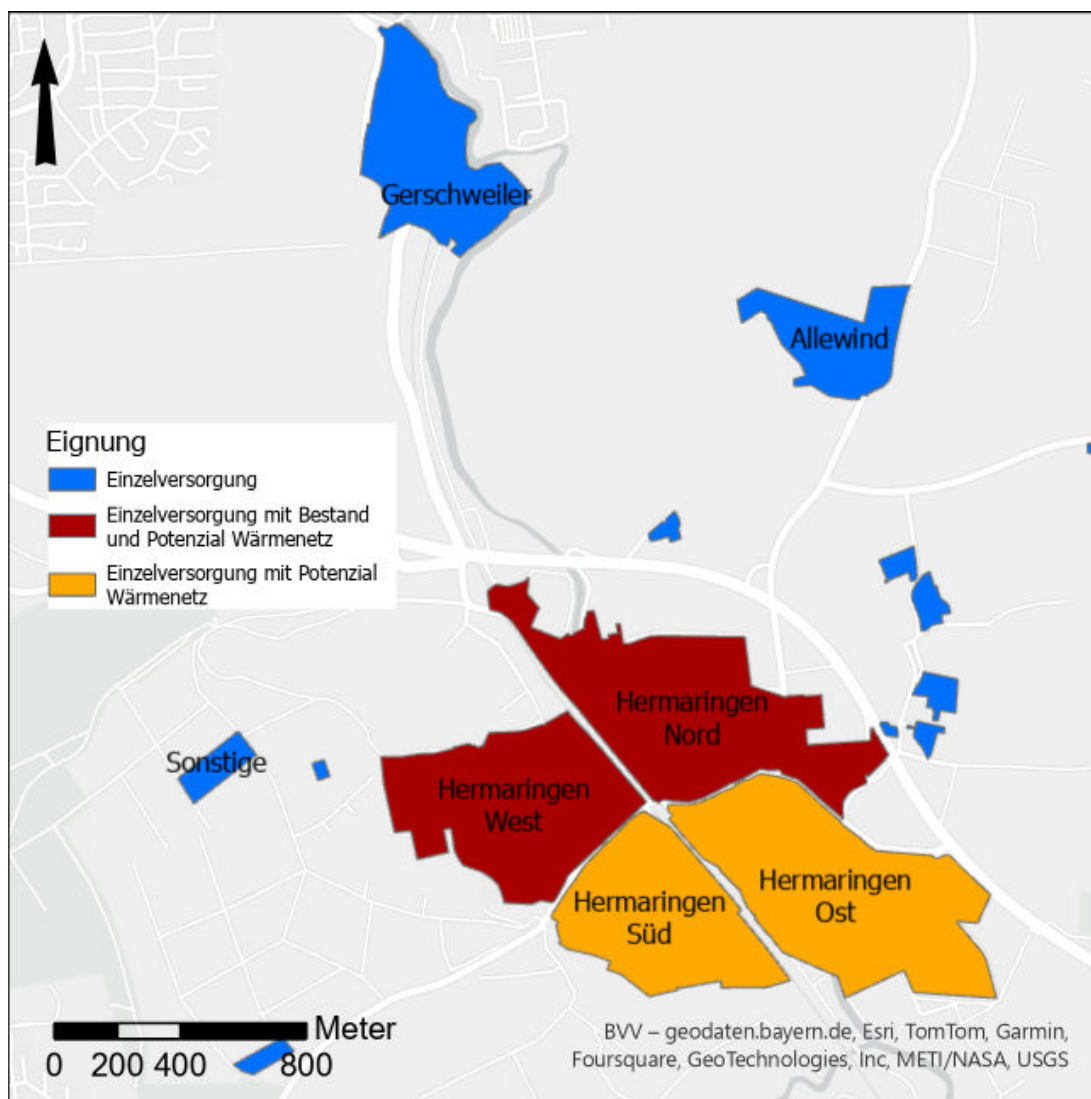 Gerschweiler
Allewind
Eignung
Einzelversorgung
Einzelversorgung mit Bestand
und Potenzial Wärmenetz
Einzelversorgung mit Potenzial
Wärmenetz
Hermaringen
Nord
Sonstige
Hermaringen
West
Hermaringen
Ost
Hermaringen
Süd
Meter
0 200 400 800
BVV – geodaten.bayern.de, Esri, TomTom, Garmin,
Foursquare, GeoTechnologies, Inc, METI/NASA, USGS